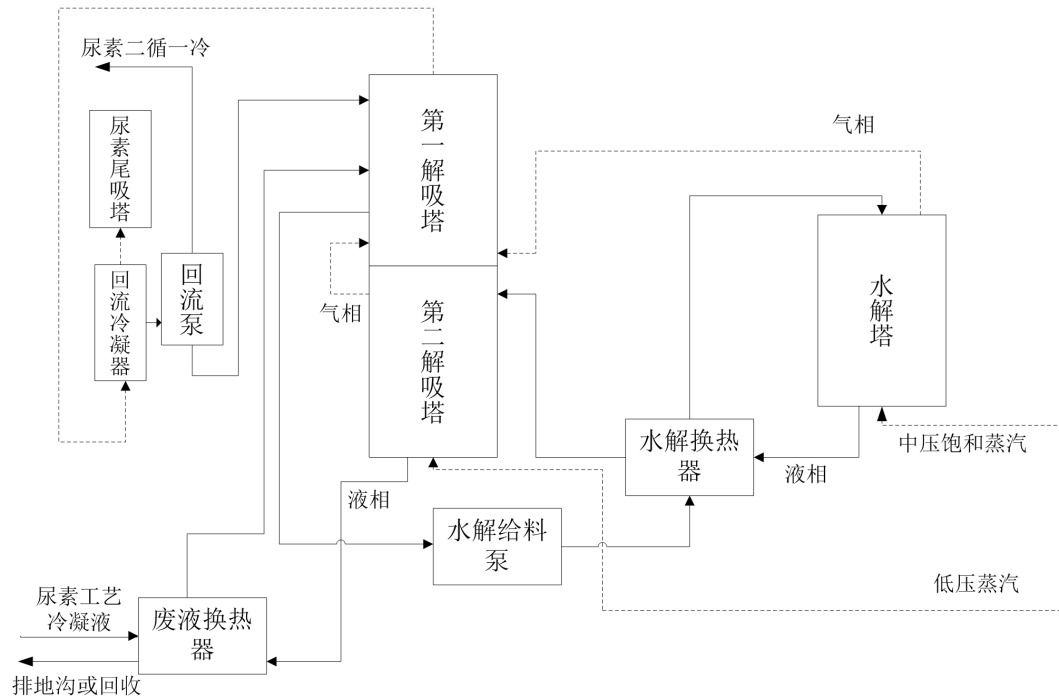 尿素二循一冷
尿素尾吸塔
回流冷凝器
回流泵
第一解吸塔
第二解吸塔
气相
气相
水解塔
中压饱和蒸汽
水解换热
器
液相
液相
水解给料
泵
低压蒸汽
尿素工艺
冷凝液
废液换热
器
排地沟或回收